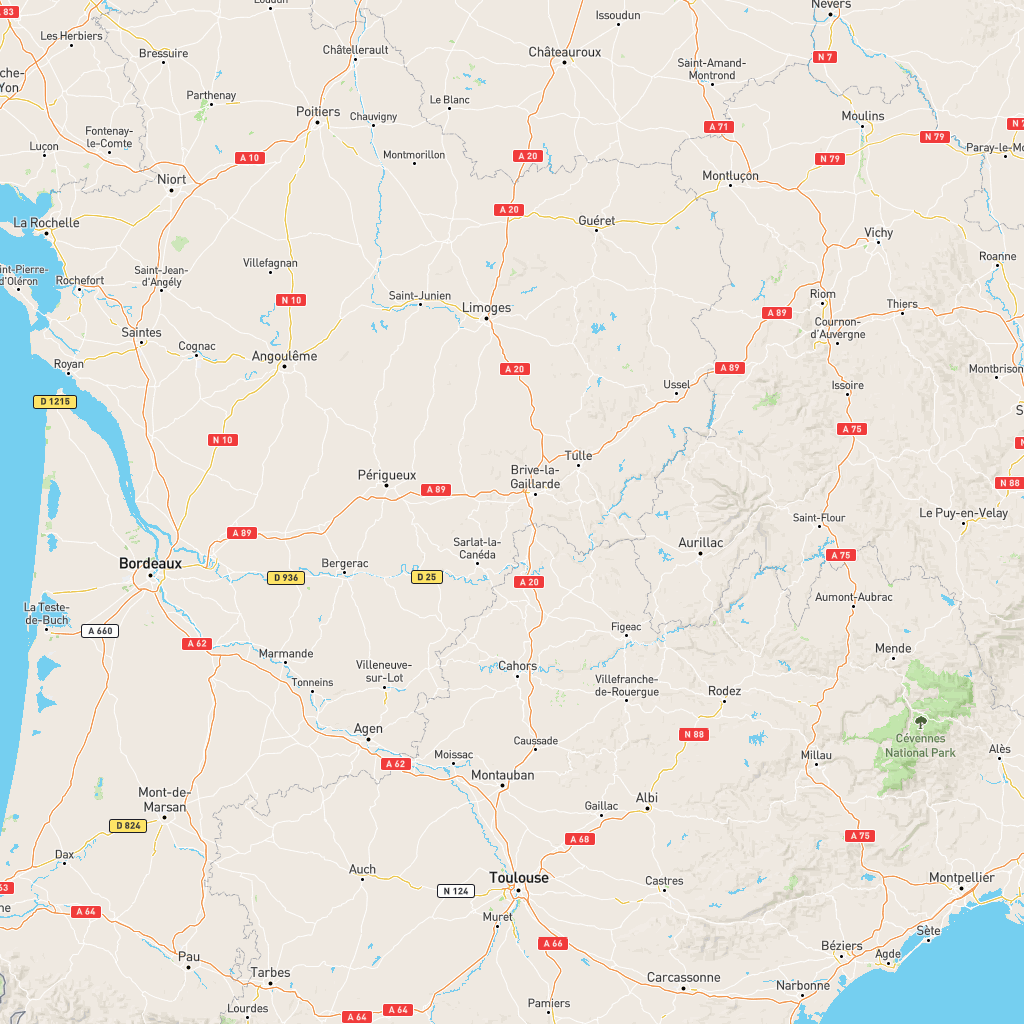 Nevers
83
Loudun
Issoudun
Les Herbiers
Bressuire
Châtellerault
Châteauroux
N 7
Saint-Amand-
Montrond
che-
Yon
Parthenay
Le Blanc
Poitiers
Chauvigny
Moulins
A 71
N 79
Fontenay-
le-Comte
Luçon
A 10
Montmorillon
A 20
N 79
Paray-le-Mo
Niort
Montluçon
A 20
La Rochelle
Guéret
Vichy
Villefagnan
Roanne
int-Pierre-
d'Oléron
Rochefort
Saint-Jean-
d'Angély
N 10
Saint-Junien
Limoges
Riom
Thiers
A 89
Saintes
Cournon-
d'Auvergne
Cognac
Angoulême
Royan
A 20
A 89
Montbrison
Ussel
Issoire
D 1215
N 10
A 75
Tulle
Périgueux
Brive-la-
Gaillarde
A 89
N 88
Saint-Flour
Le Puy-en-Velay
A 89
Sarlat-la-
Canéda
Aurillac
A 75
Bordeaux
Bergerac
D 936
D 25
A 20
Aumont-Aubrac
La Teste-
de-Buch
A 660
A 62
Figeac
Marmande
Mende
Villeneuve-
sur-Lot
Cahors
Tonneins
Villefranche-
de-Rouergue
Rodez
Agen
N 88
Cévennes
National Park
Caussade
Moissac
Millau
Alès
A 62
Montauban
Mont-de-
Marsan
Gaillac
Albi
D 824
A 68
A 75
Dax
Auch
Toulouse
Castres
Montpellier
63
N 124
ne
A 64
Muret
Sète
A 66
Béziers
Agde
Pau
Tarbes
Carcassonne
Narbonne
Lourdes
A 64
A 64
Pamiers